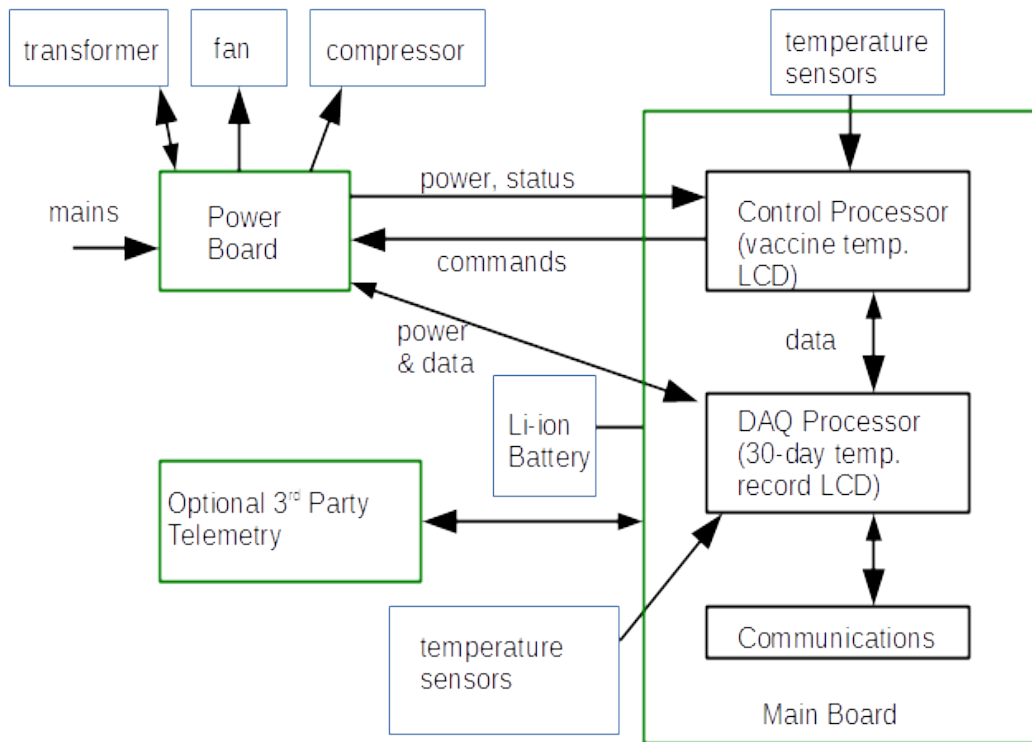 transformer
fan
compressor
temperature
sensors
mains
Power
Board
power, status
commands
Control Processor
(vaccine temp.
LCD)
power
& data
data
Li-ion
Battery
DAQ Processor
(30-day temp.
record LCD)
Optional 3rd Party
Telemetry
temperature
sensors
Communications
Main Board